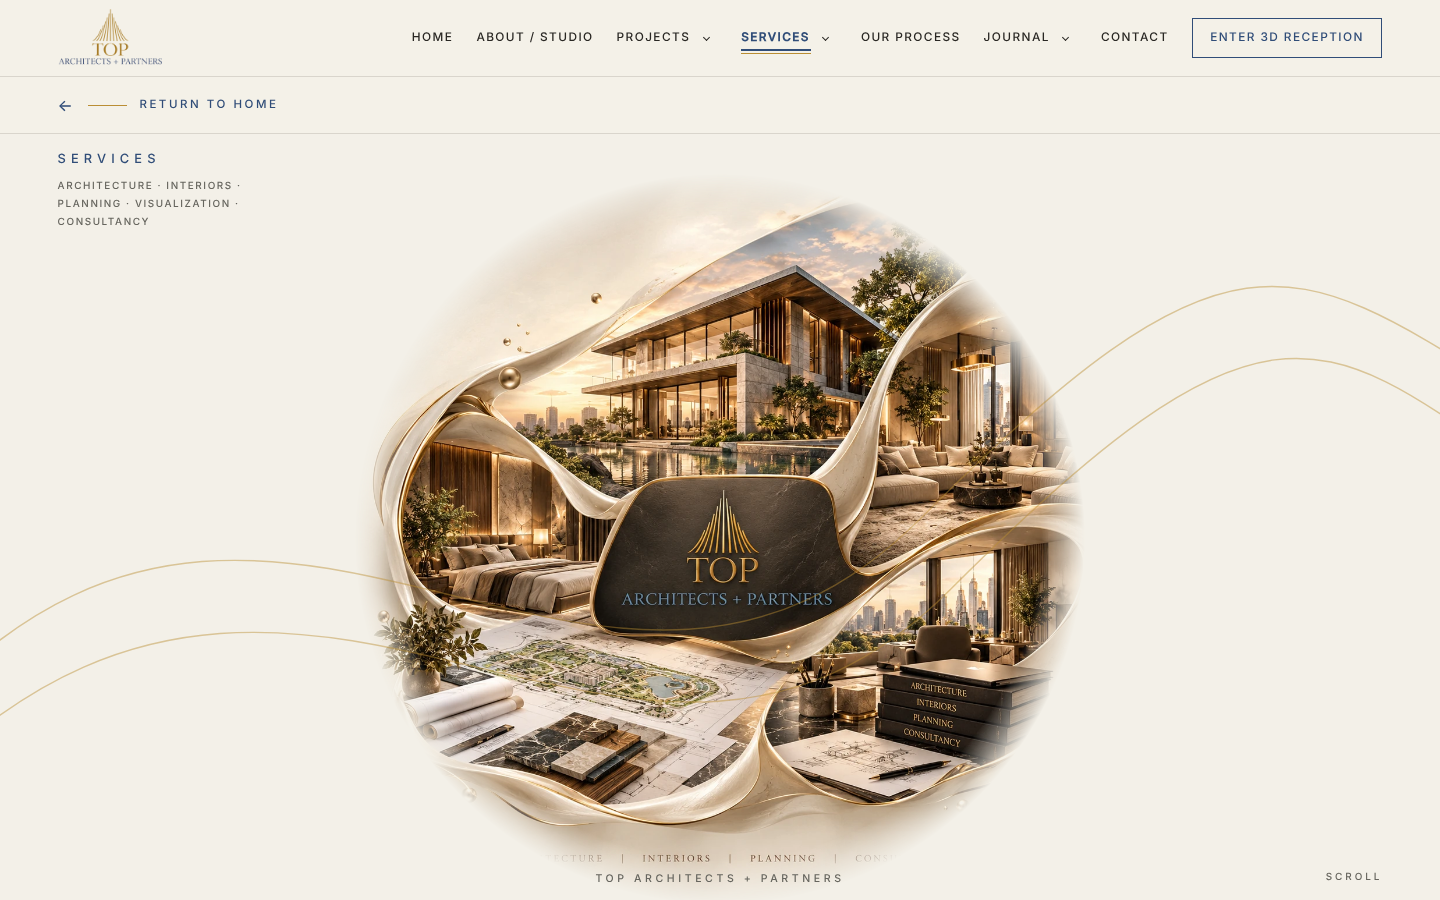 TOP
ARCHITECTS + PARTNERS
HOME ABOUT / STUDIO PROJECTS SERVICES OUR PROCESS JOURNAL CONTACT ENTER 3D RECEPTION
RETURN TO HOME
SERVICES
ARCHITECTURE · INTERIORS ·
PLANNING · VISUALIZATION ·
CONSULTANCY
TOP
ARCHITECTS + PARTNERS
ARCHITECTURE
INTERIORS
PLANNING
CONSULTANCY
INTERIORS | PLANNING |
TOP ARCHITECTS + PARTNERS
SCROLL